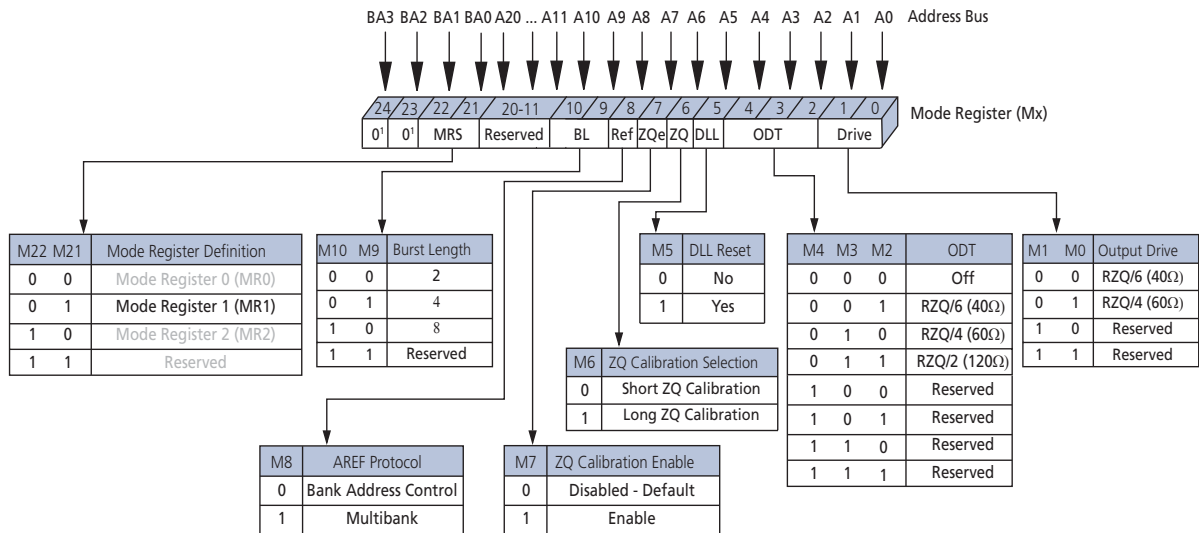 BA3 BA2 BA1 BA0 A20 ... A11 A10 A9 A8 A7 A6 A5 A4 A3 A2 A1 A0 Address Bus
24 23 22 21 20-11 10 9 8 7 6 5 4 3 2 1 0 Mode Register (Mx)
0¹ 0¹ MRS Reserved BL Ref ZQe ZQ DLL ODT Drive
M22 M21 Mode Register Definition
0 0 Mode Register 0 (MR0)
0 1 Mode Register 1 (MR1)
1 0 Mode Register 2 (MR2)
1 1 Reserved
M10 M9 Burst Length
0 0 2
0 1 4
1 0 8
1 1 Reserved
M5 DLL Reset
0 No
1 Yes
M4 M3 M2 ODT
0 0 0 Off
0 0 1 RZQ/6 (40Ω)
0 1 0 RZQ/4 (60Ω)
0 1 1 RZQ/2 (120Ω)
1 0 0 Reserved
1 0 1 Reserved
1 1 0 Reserved
1 1 1 Reserved
M1 M0 Output Drive
0 0 RZQ/6 (40Ω)
0 1 RZQ/4 (60Ω)
1 0 Reserved
1 1 Reserved
M6 ZQ Calibration Selection
0 Short ZQ Calibration
1 Long ZQ Calibration
M8 AREF Protocol
0 Bank Address Control
1 Multibank
M7 ZQ Calibration Enable
0 Disabled - Default
1 Enable